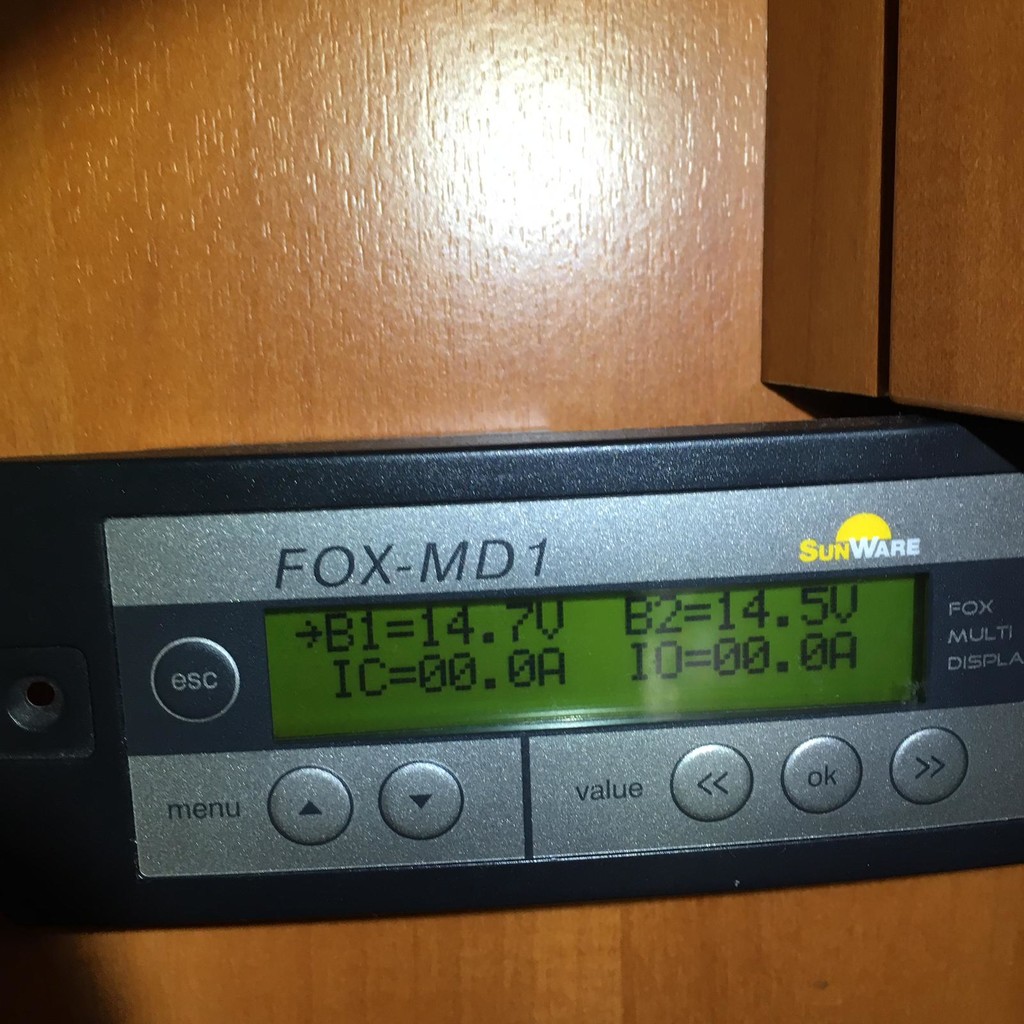 FOX-MD1
SUNWARE
→B1=14.7V B2=14.5V
IC=00.0A IO=00.0A
FOX
MULTI
DISPLA
esc
menu
value
<<
ok
>>